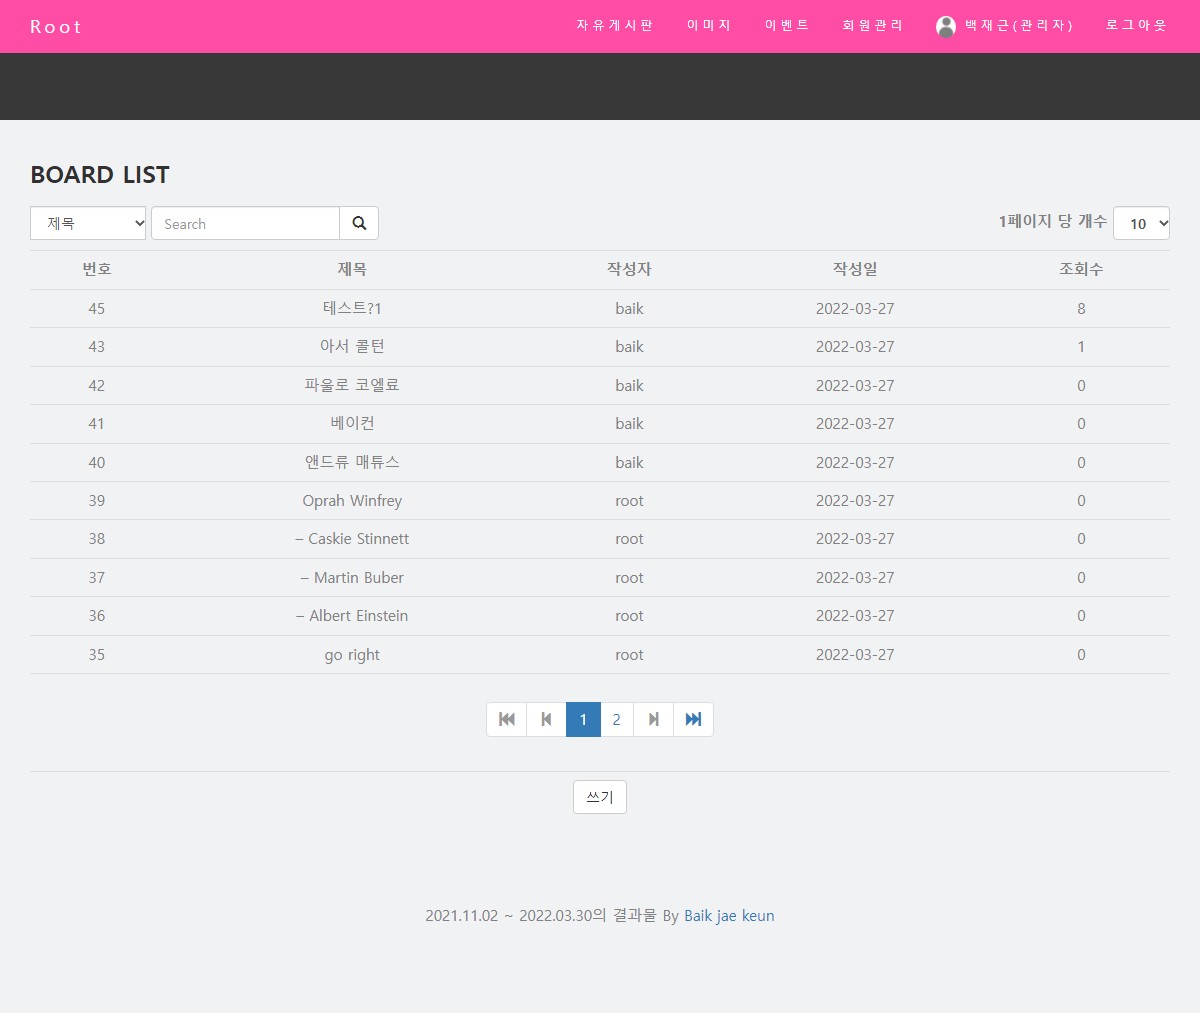 Root 자유게시판 이미지 이벤트 회원관리 백재근(관리자) 로그아웃
BOARD LIST
제목 Search 1페이지 당 개수 10
번호 제목 작성자 작성일 조회수
45 테스트?1 baik 2022-03-27 8
43 아서 콜턴 baik 2022-03-27 1
42 파울로 코엘료 baik 2022-03-27 0
41 베이컨 baik 2022-03-27 0
40 앤드류 매튜스 baik 2022-03-27 0
39 Oprah Winfrey root 2022-03-27 0
38 – Caskie Stinnett root 2022-03-27 0
37 – Martin Buber root 2022-03-27 0
36 – Albert Einstein root 2022-03-27 0
35 go right root 2022-03-27 0
1 2
쓰기
2021.11.02 ~ 2022.03.30의 결과물 By Baik jae keun